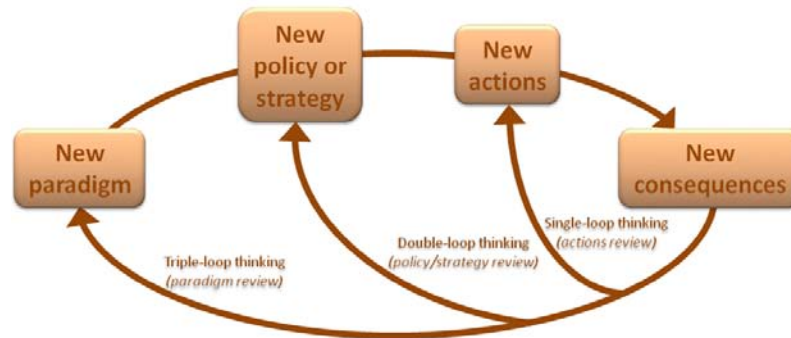 New
policy or
strategy
New
actions
New
paradigm
New
consequences
Single-loop thinking
(actions review)
Double-loop thinking
(policy/strategy review)
Triple-loop thinking
(paradigm review)